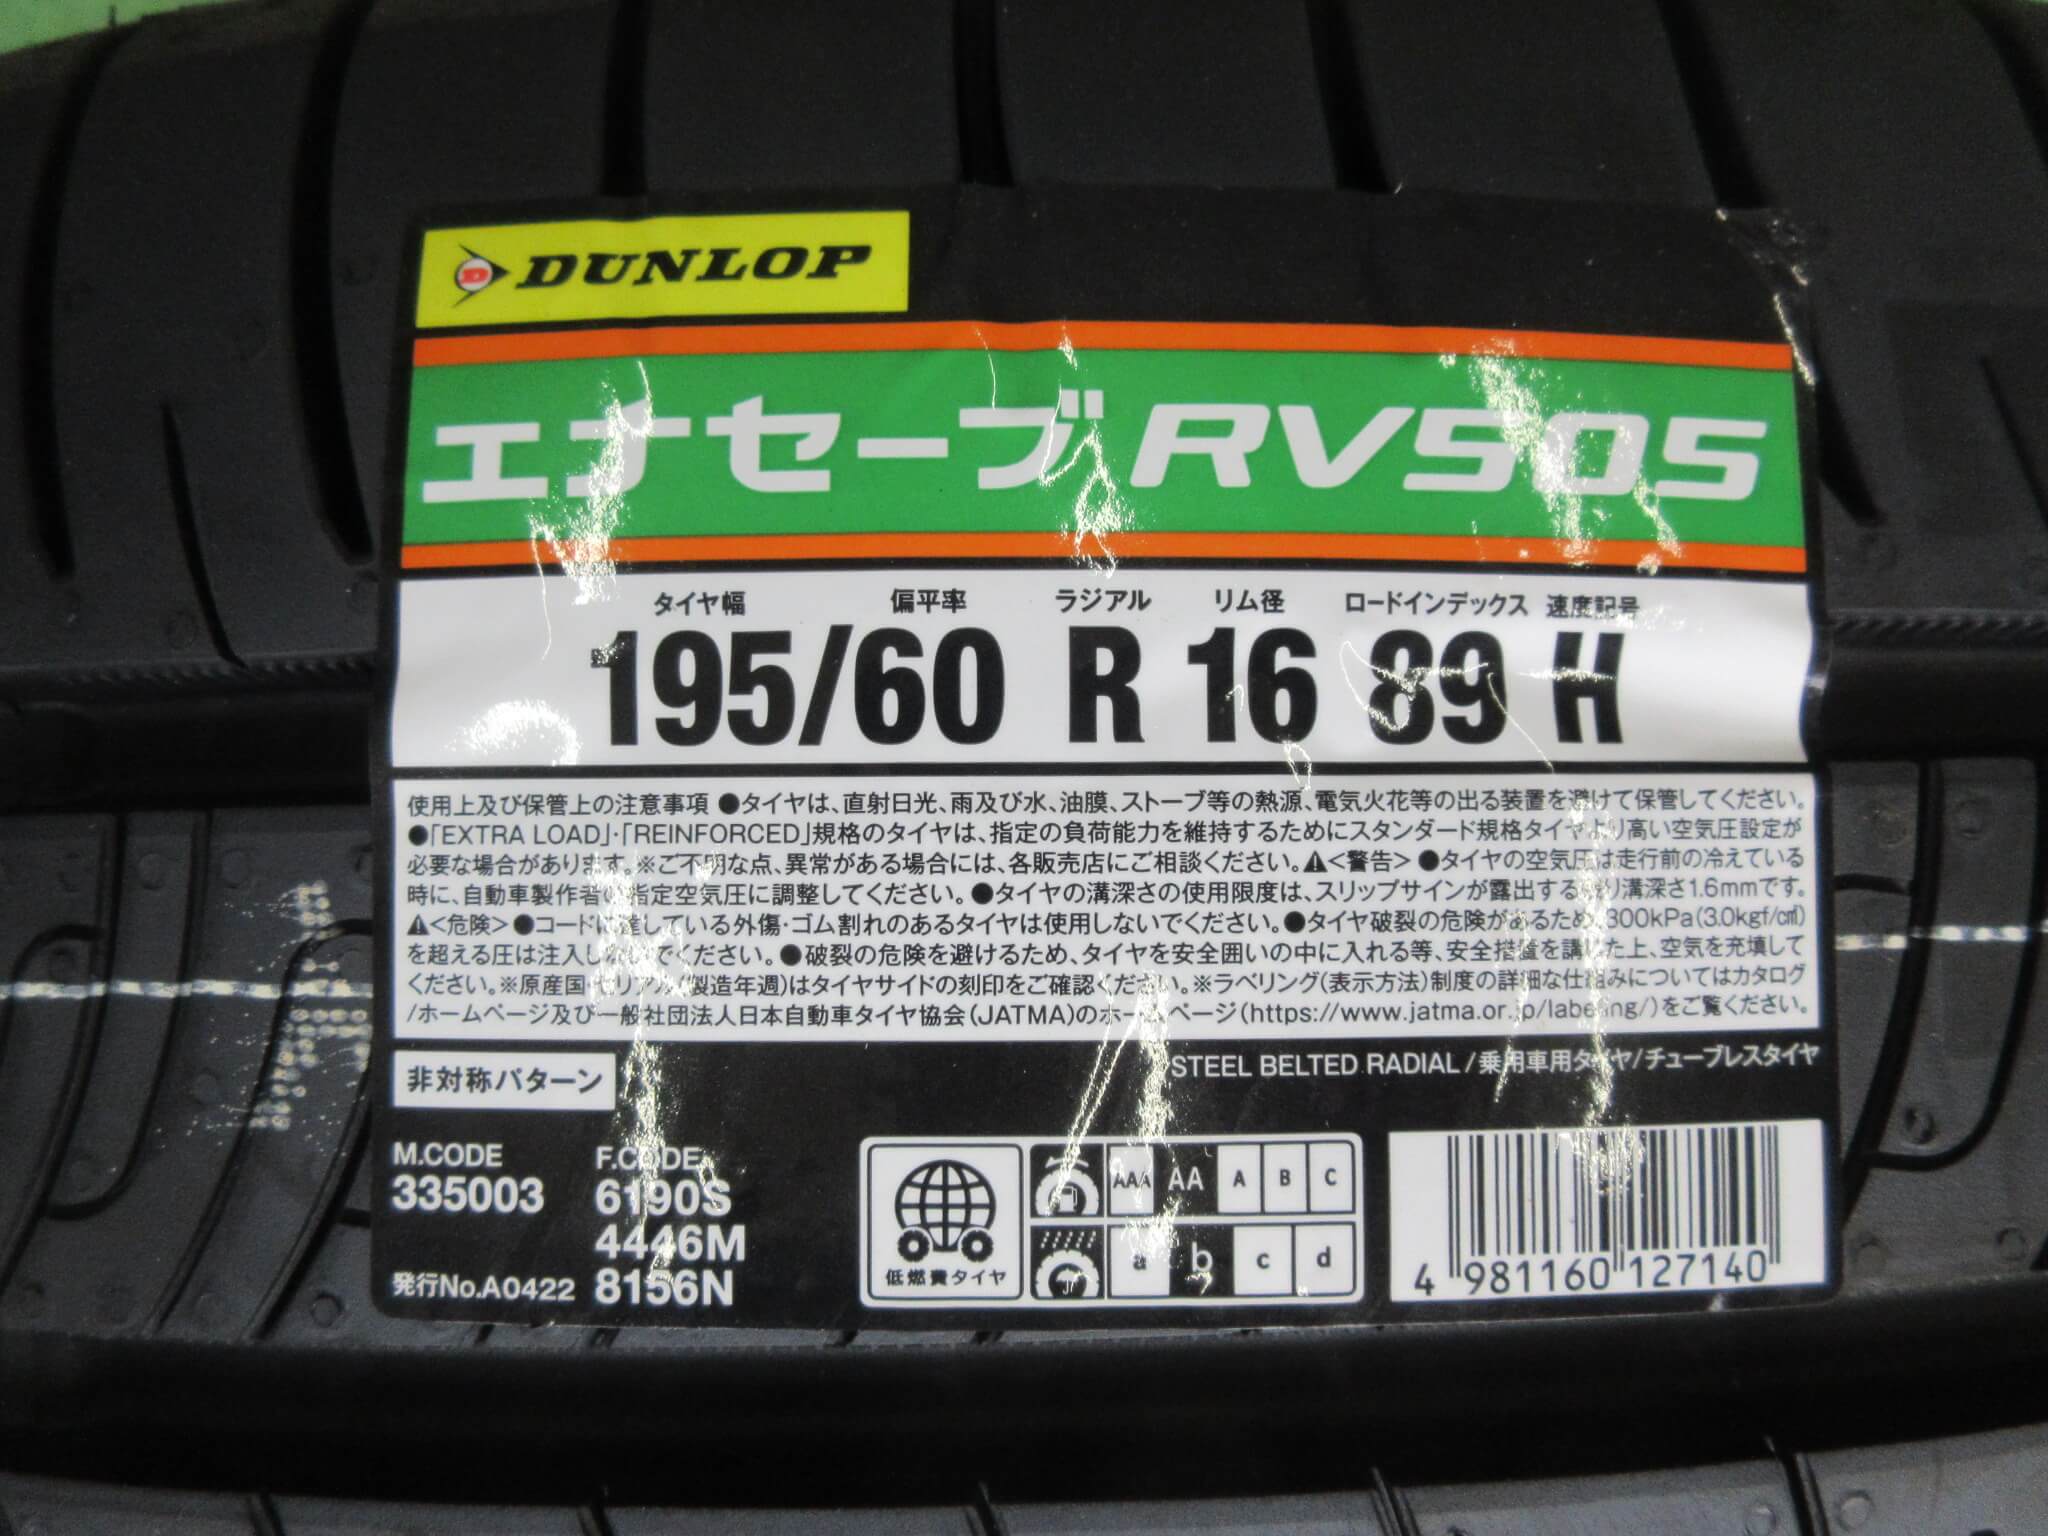 DUNLOP
エナセーブ RV505
タイヤ幅 偏平率 ラジアル リム径 ロードインデックス 速度記号
195/60 R 16 89 H
使用上及び保管上の注意事項 ●タイヤは、直射日光、雨及び水、油膜、ストーブ等の熱源、電気火花等の出る装置を避けて保管してください。
●「EXTRA LOAD」・「REINFORCED」規格のタイヤは、指定の負荷能力を維持するためにスタンダード規格タイヤより高い空気圧設定が
必要な場合があります。※ご不明な点、異常がある場合には、各販売店にご相談ください。⚠<警告> ●タイヤの空気圧は走行前の冷えている
時に、自動車製作者の指定空気圧に調整してください。●タイヤの溝深さの使用限度は、スリップサインが露出する残り溝深さ1.6mmです。
⚠<危険> ●コードに達している外傷・ゴム割れのあるタイヤは使用しないでください。●タイヤ破裂の危険があるため、300kPa(3.0kgf/c㎡)
を超える圧は注入しないでください。●破裂の危険を避けるため、タイヤを安全囲いの中に入れる等、安全措置を講じた上、空気を充填して
ください。※原産国・セリアル(製造年週)はタイヤサイドの刻印をご確認ください。※ラベリング(表示方法)制度の詳細な仕組みについてはカタログ
/ホームページ及び一般社団法人日本自動車タイヤ協会(JATMA)のホームページ(https://www.jatma.or.jp/labeling/)をご覧ください。
STEEL BELTED RADIAL/乗用車用タイヤ/チューブレスタイヤ
非対称パターン
M.CODE F.CODE
335003 6190S
4446M
発行No.A0422 8156N
低燃費タイヤ
AAA AA A B C
a b c d
4 981160 127140